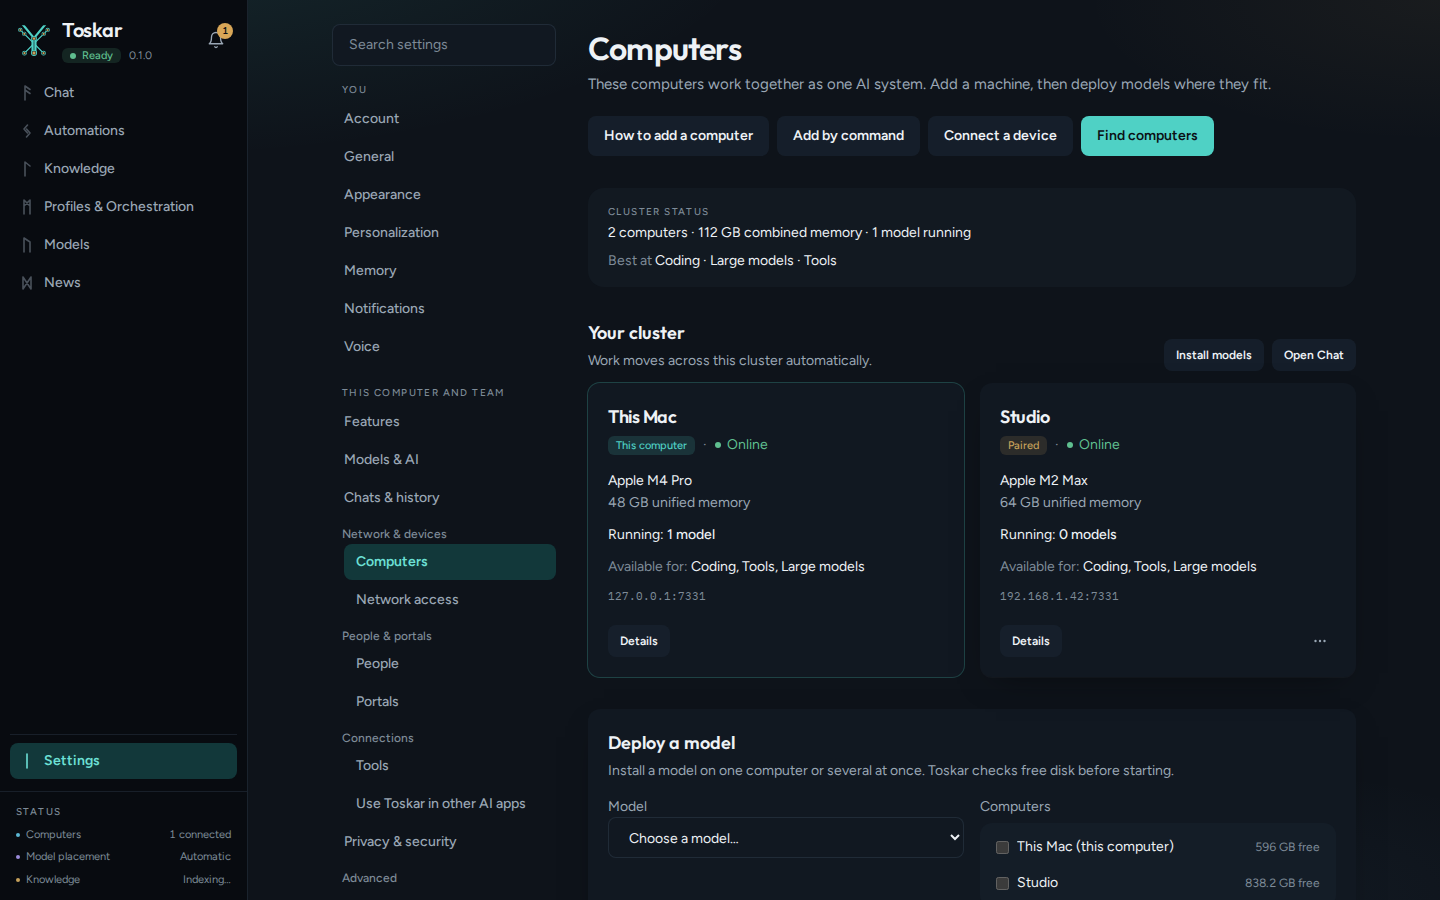 Toskar
1
Ready 0.1.0
Chat
Automations
Knowledge
Profiles & Orchestration
Models
News
Settings
STATUS
Computers 1 connected
Model placement Automatic
Knowledge Indexing…
Search settings
YOU
Account
General
Appearance
Personalization
Memory
Notifications
Voice
THIS COMPUTER AND TEAM
Features
Models & AI
Chats & history
Network & devices
Computers
Network access
People & portals
People
Portals
Connections
Tools
Use Toskar in other AI apps
Privacy & security
Advanced
Computers
These computers work together as one AI system. Add a machine, then deploy models where they fit.
How to add a computer Add by command Connect a device Find computers
CLUSTER STATUS
2 computers · 112 GB combined memory · 1 model running
Best at Coding · Large models · Tools
Your cluster
Work moves across this cluster automatically.
Install models Open Chat
This Mac
This computer · Online
Apple M4 Pro
48 GB unified memory
Running: 1 model
Available for: Coding, Tools, Large models
127.0.0.1:7331
Details
Studio
Paired · Online
Apple M2 Max
64 GB unified memory
Running: 0 models
Available for: Coding, Tools, Large models
192.168.1.42:7331
Details ···
Deploy a model
Install a model on one computer or several at once. Toskar checks free disk before starting.
Model
Choose a model...
Computers
This Mac (this computer) 596 GB free
Studio 838.2 GB free